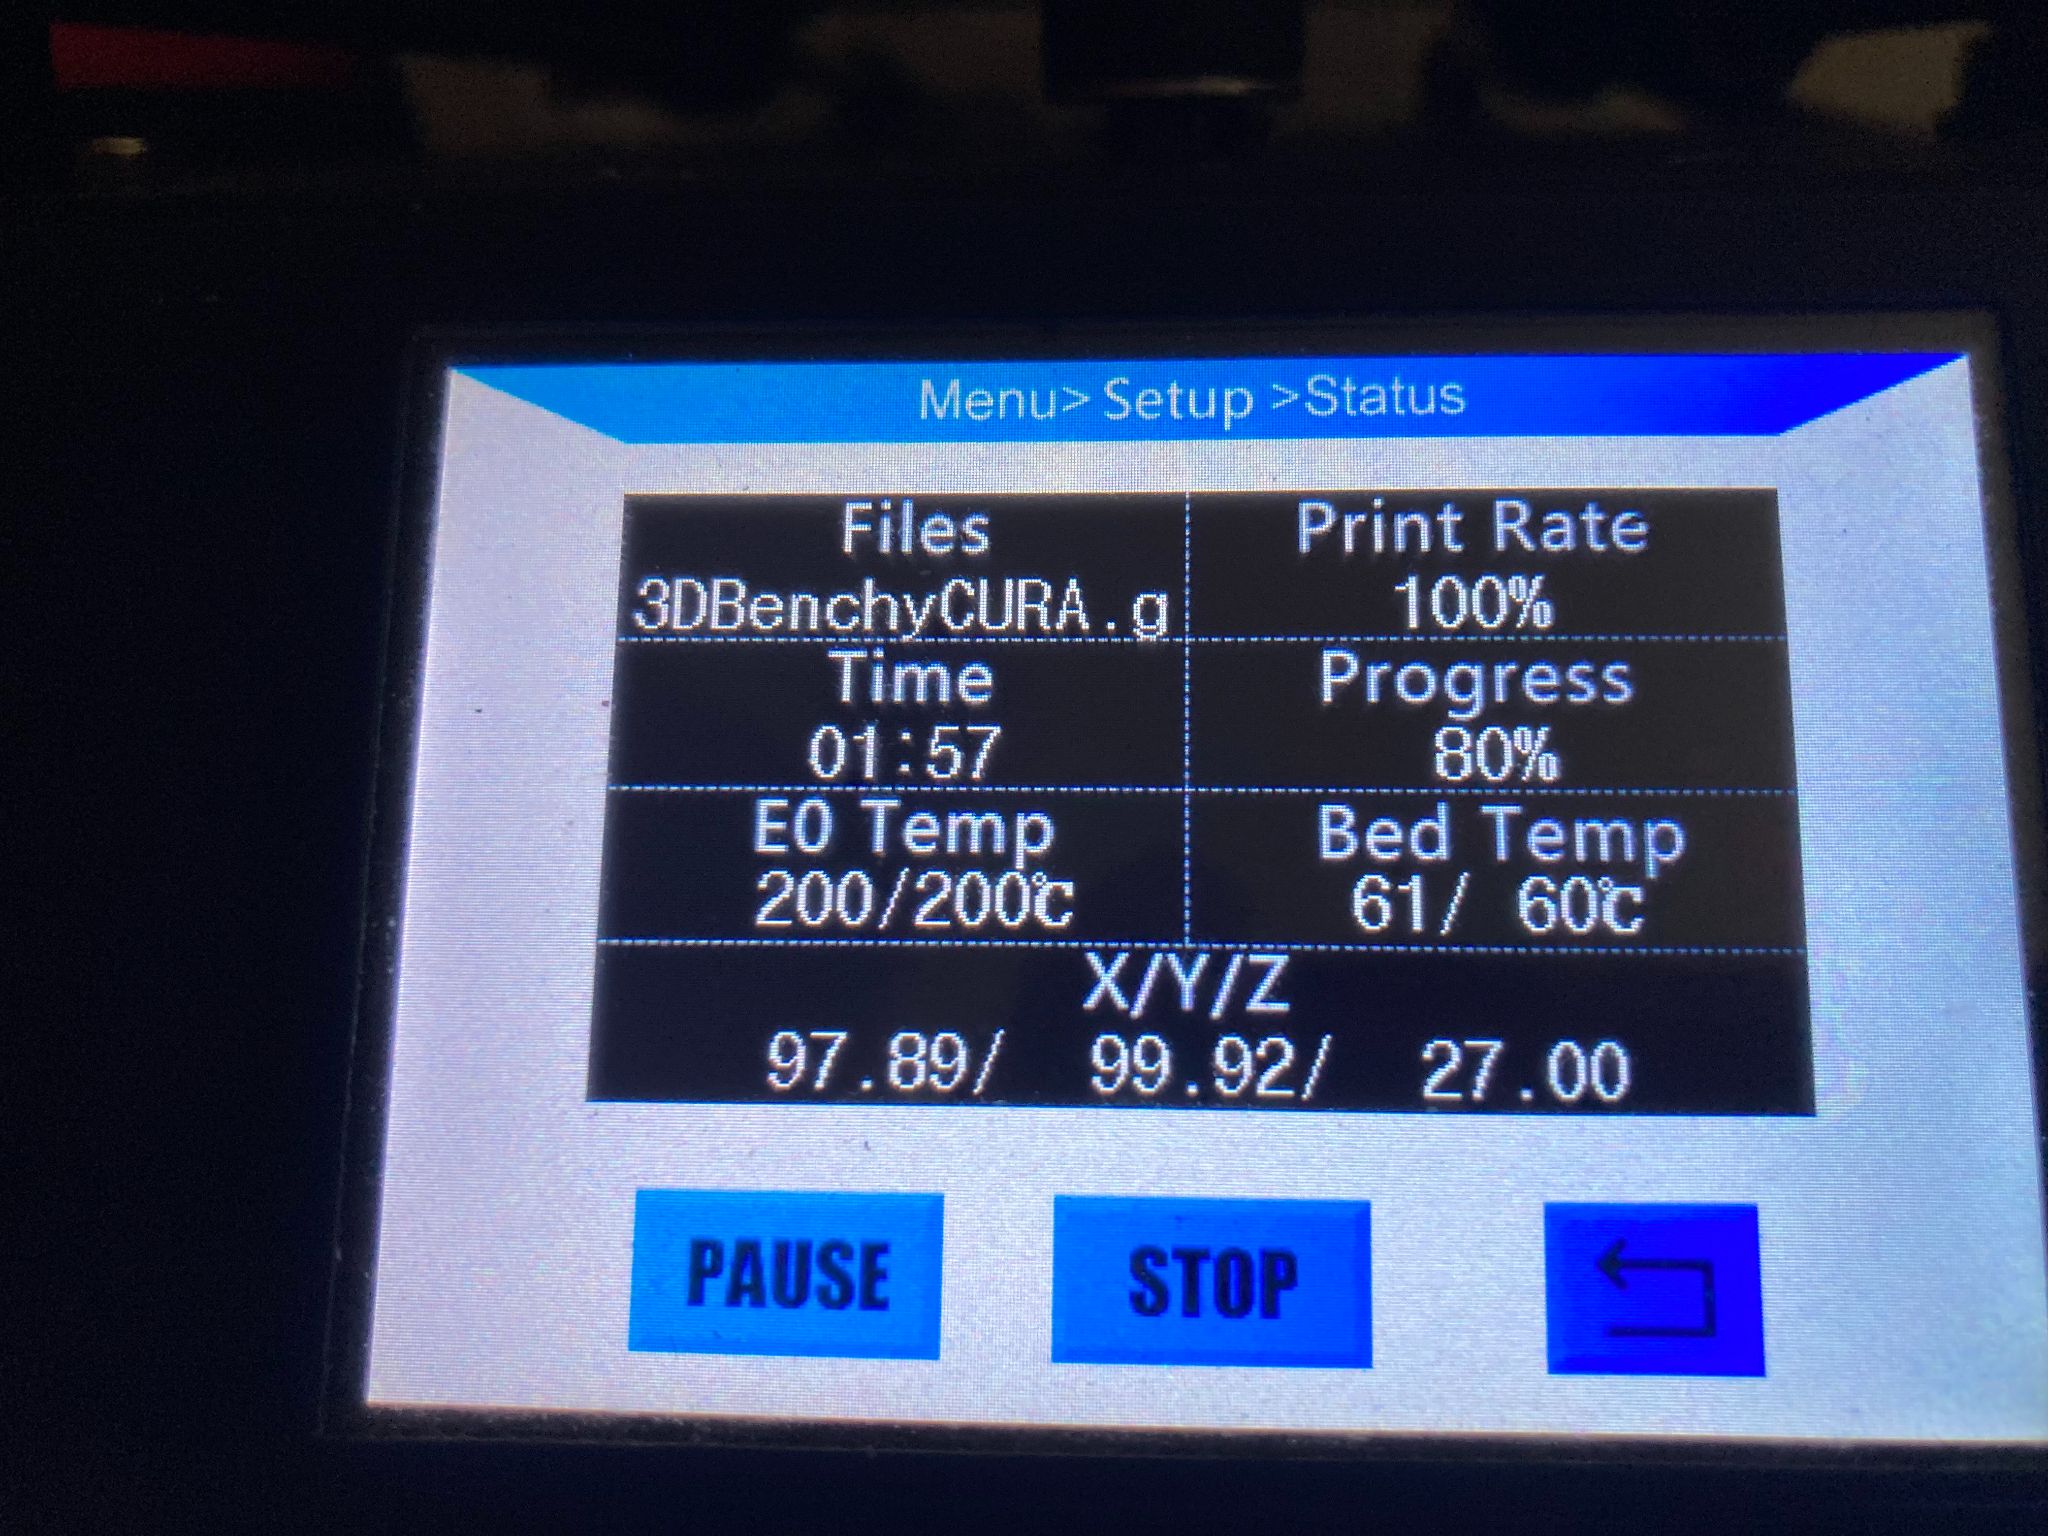 Menu> Setup >Status
Files
3DBenchyCURA.g
Print Rate
100%
Time
01:57
Progress
80%
E0 Temp
200/200℃
Bed Temp
61/ 60℃
X/Y/Z
97.89/ 99.92/ 27.00
PAUSE
STOP